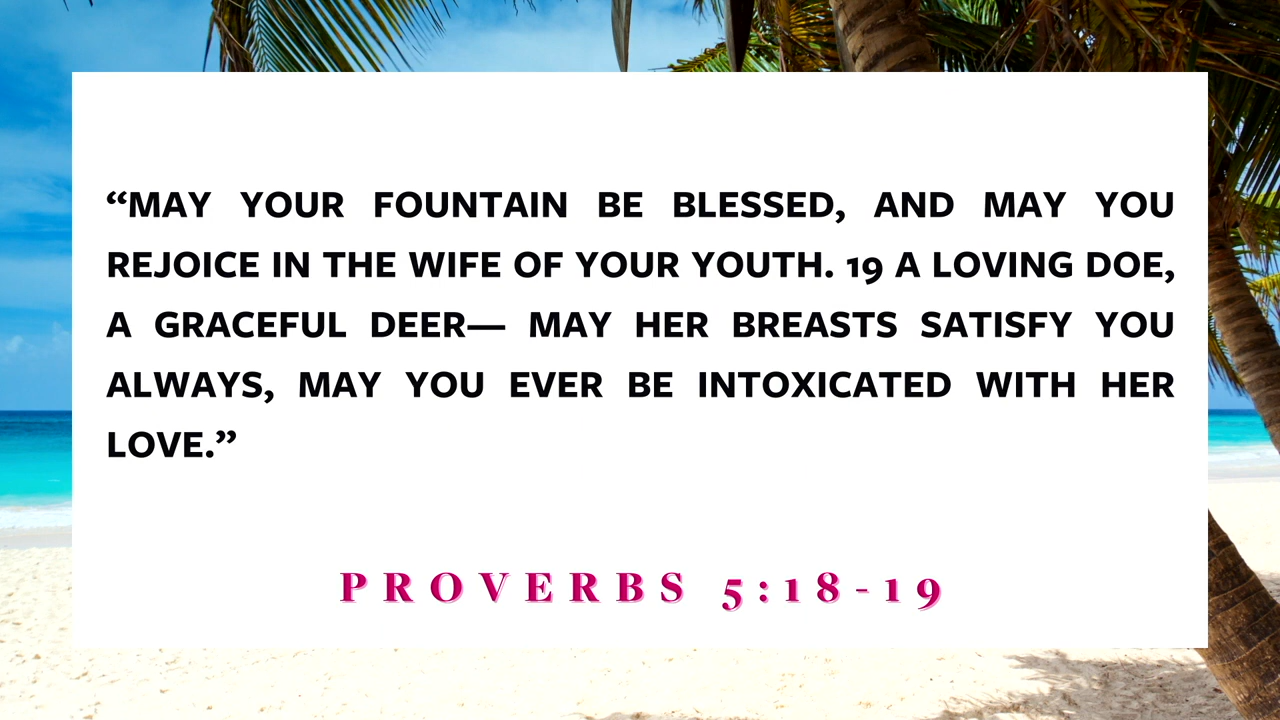 “MAY YOUR FOUNTAIN BE BLESSED, AND MAY YOU
REJOICE IN THE WIFE OF YOUR YOUTH. 19 A LOVING DOE,
A GRACEFUL DEER— MAY HER BREASTS SATISFY YOU
ALWAYS, MAY YOU EVER BE INTOXICATED WITH HER
LOVE.”
PROVERBS 5:18-19